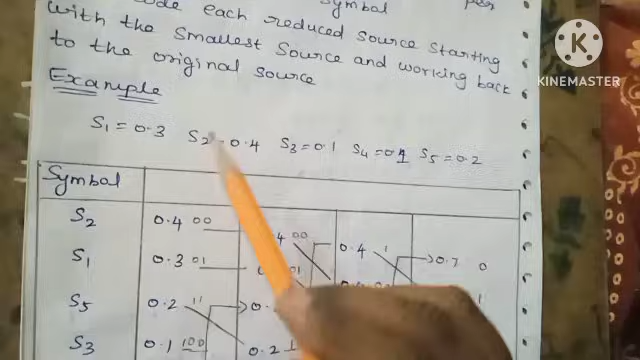 ode each reduced source starting
with the smallest source and working back
to the original source
Example
S1 = 0.3 S2 = 0.4 S3 = 0.1 S4 = 0.1 S5 = 0.2
Symbol
S2 0.4 00 0.4 00 0.4 1
S1 0.3 01 01 0.7 0
S5 0.2 11 1
S3 0.1 100 0.2
KINEMASTER